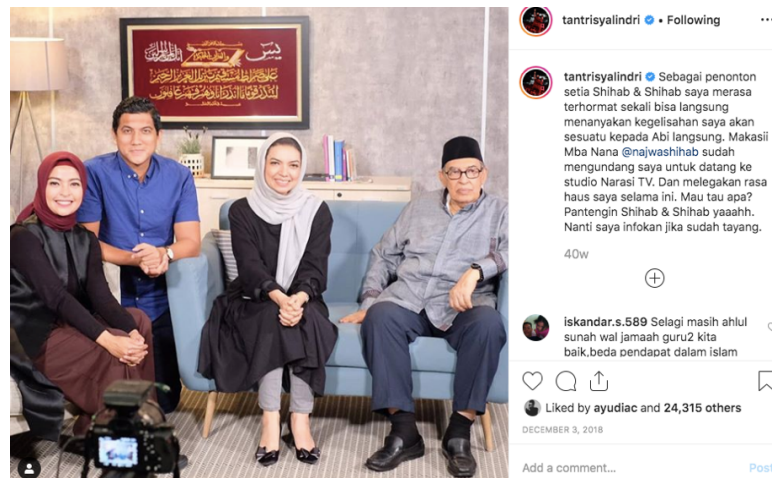 tantrisyalindri • Following
tantrisyalindri Sebagai penonton
setia Shihab & Shihab saya merasa
terhormat sekali bisa langsung
menanyakan kegelisahan saya akan
sesuatu kepada Abi langsung. Makasii
Mba Nana @najwashihab sudah
mengundang saya untuk datang ke
studio Narasi TV. Dan melegakan rasa
haus saya selama ini. Mau tau apa?
Pantengin Shihab & Shihab yaaahh.
Nanti saya infokan jika sudah tayang.
40w
iskandar.s.589 Selagi masih ahlul
sunah wal jamaah guru2 kita
baik,beda pendapat dalam islam
Liked by ayudiac and 24,315 others
DECEMBER 3, 2018
Add a comment...
Post